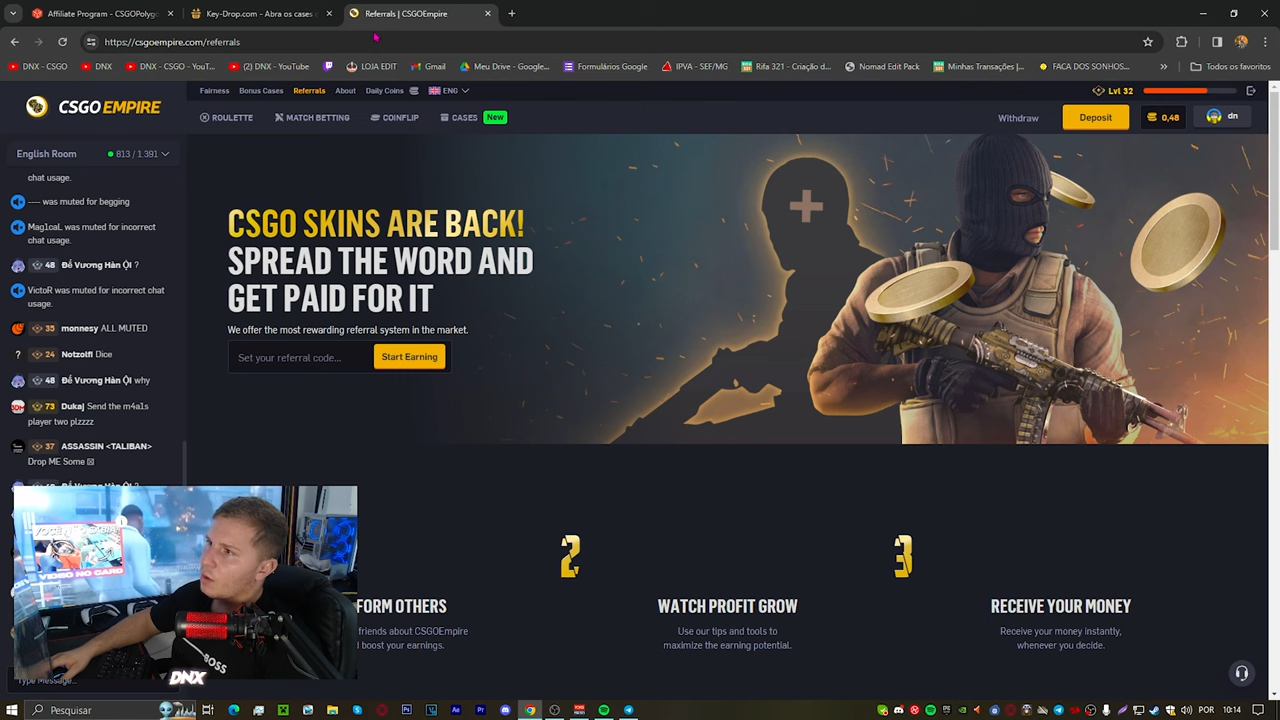 Affiliate Program - CSGOPolyg
Key-Drop.com - Abra os cases
Referrals | CSGOEmpire
https://csgoempire.com/referrals
DNX - CSGO
DNX
DNX - CSGO - YouT...
(2) DNX - YouTube
LOJA EDIT
Gmail
Meu Drive - Google...
Formulários Google
IPVA - SEF/MG
Rifa 321 - Criação d...
Nomad Edit Pack
Minhas Transações |...
FACA DOS SONHOS...
Todos os favoritos
CSGOEMPIRE
Fairness
Bonus Cases
Referrals
About
Daily Coins
ENG
Lvl 32
ROULETTE
MATCH BETTING
COINFLIP
CASES
New
Withdraw
Deposit
0,48
dn
English Room
813 / 1.391
chat usage.
---- was muted for begging
Mag1caL was muted for incorrect
chat usage.
48 Đế Vương Hàn Ội ?
VictoR was muted for incorrect chat
usage.
35 monnesy ALL MUTED
? 24 Notzolfi Dice
48 Đế Vương Hàn Ội why
73 Dukaj Send the m4a1s
player two plzzzz
37 ASSASSIN <TALIBAN>
Drop ME Some
CSGO SKINS ARE BACK!
SPREAD THE WORD AND
GET PAID FOR IT
We offer the most rewarding referral system in the market.
Set your referral code...
Start Earning
2
3
FORM OTHERS
friends about CSGOEmpire
boost your earnings.
WATCH PROFIT GROW
Use our tips and tools to
maximize the earning potential.
RECEIVE YOUR MONEY
Receive your money instantly,
whenever you decide.
VIDEO NO CARD
BOSS
DNX
Type Message...
Pesquisar
POR
10:14